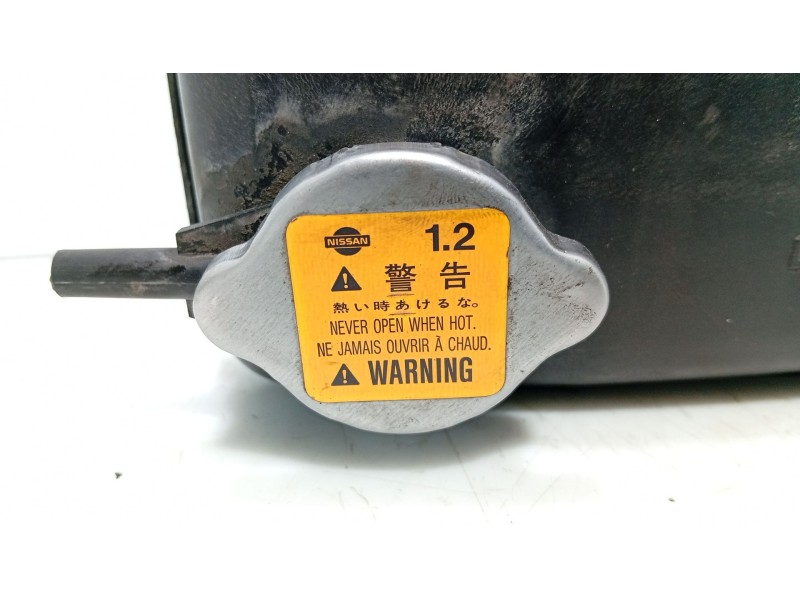 NISSAN 1.2
警告
熱い時あけるな。
NEVER OPEN WHEN HOT.
NE JAMAIS OUVRIR À CHAUD.
WARNING